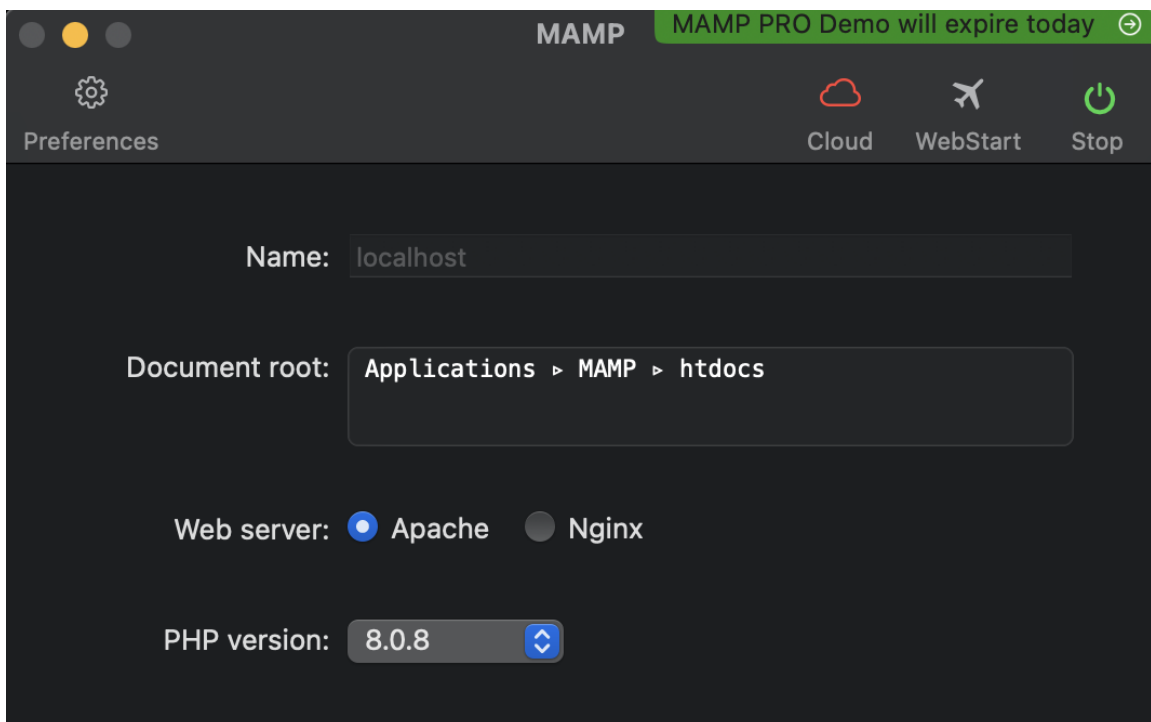 MAMP
MAMP PRO Demo will expire today
Preferences
Cloud
WebStart
Stop
Name: localhost
Document root: Applications ▹ MAMP ▹ htdocs
Web server: Apache Nginx
PHP version: 8.0.8